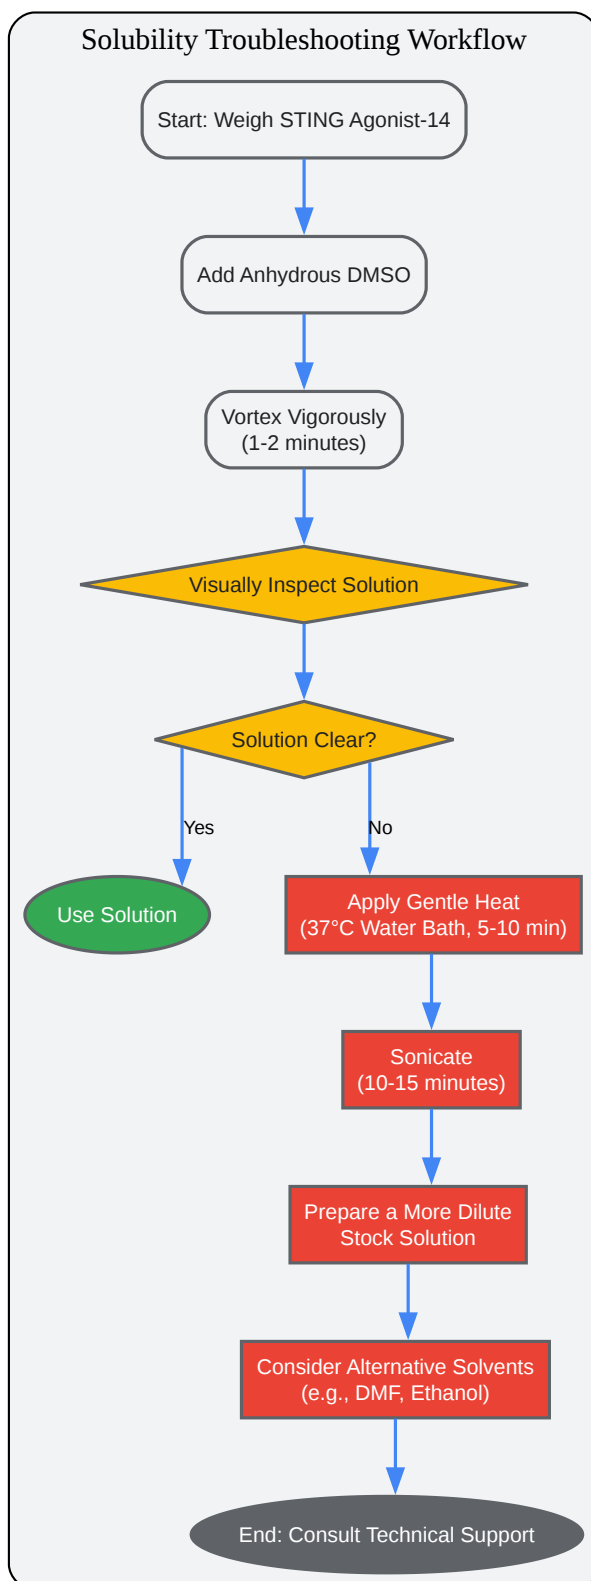 Solubility Troubleshooting Workflow
Start: Weigh STING Agonist-14
Add Anhydrous DMSO
Vortex Vigorously
(1-2 minutes)
Visually Inspect Solution
Solution Clear?
Yes
No
Use Solution
Apply Gentle Heat
(37°C Water Bath, 5-10 min)
Sonicate
(10-15 minutes)
Prepare a More Dilute
Stock Solution
Consider Alternative Solvents
(e.g., DMF, Ethanol)
End: Consult Technical Support